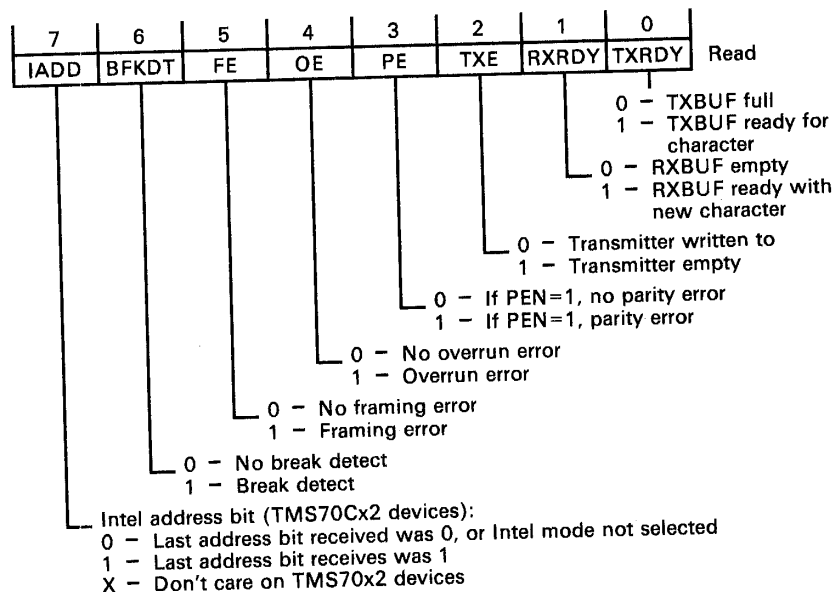 7 6 5 4 3 2 1 0
IADD BFKDT FE OE PE TXE RXRDY TXRDY Read
0 – TXBUF full
1 – TXBUF ready for
character
0 – RXBUF empty
1 – RXBUF ready with
new character
0 – Transmitter written to
1 – Transmitter empty
0 – If PEN=1, no parity error
1 – If PEN=1, parity error
0 – No overrun error
1 – Overrun error
0 – No framing error
1 – Framing error
0 – No break detect
1 – Break detect
Intel address bit (TMS70Cx2 devices):
0 – Last address bit received was 0, or Intel mode not selected
1 – Last address bit receives was 1
X – Don't care on TMS70x2 devices